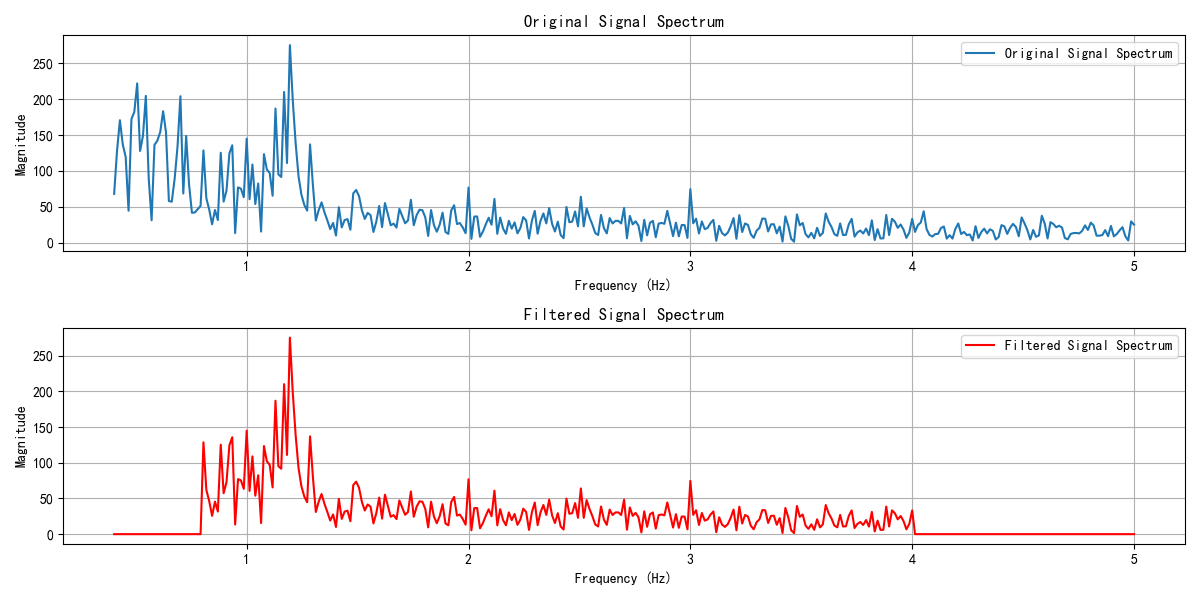 Original Signal Spectrum
Original Signal Spectrum
Magnitude
250
200
150
100
50
0
1
2
3
4
5
Frequency (Hz)
Filtered Signal Spectrum
Filtered Signal Spectrum
Magnitude
250
200
150
100
50
0
1
2
3
4
5
Frequency (Hz)